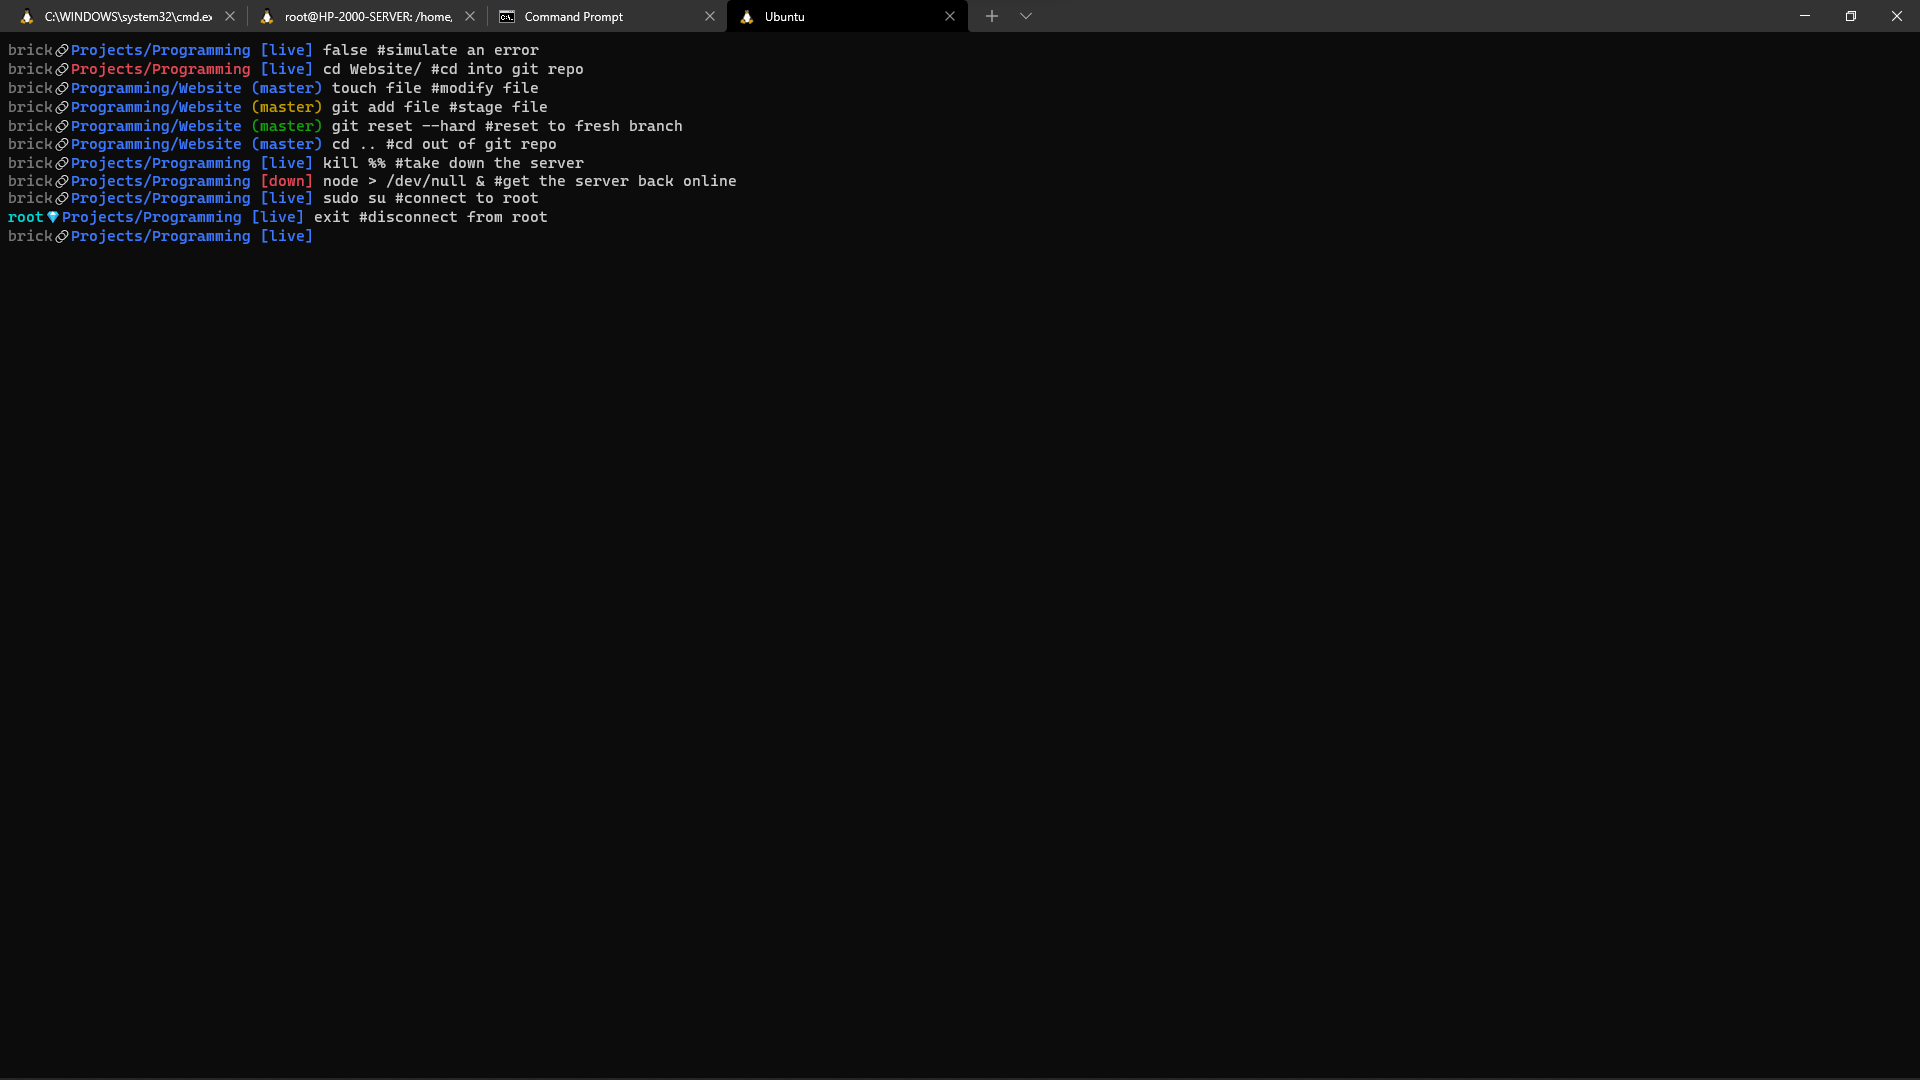 C:\WINDOWS\system32\cmd.ex
root@HP-2000-SERVER: /home,
Command Prompt
Ubuntu
brick🔗Projects/Programming [live] false #simulate an error
brick🔗Projects/Programming [live] cd Website/ #cd into git repo
brick🔗Programming/Website (master) touch file #modify file
brick🔗Programming/Website (master) git add file #stage file
brick🔗Programming/Website (master) git reset --hard #reset to fresh branch
brick🔗Programming/Website (master) cd .. #cd out of git repo
brick🔗Projects/Programming [live] kill %% #take down the server
brick🔗Projects/Programming [down] node > /dev/null & #get the server back online
brick🔗Projects/Programming [live] sudo su #connect to root
root💎Projects/Programming [live] exit #disconnect from root
brick🔗Projects/Programming [live]